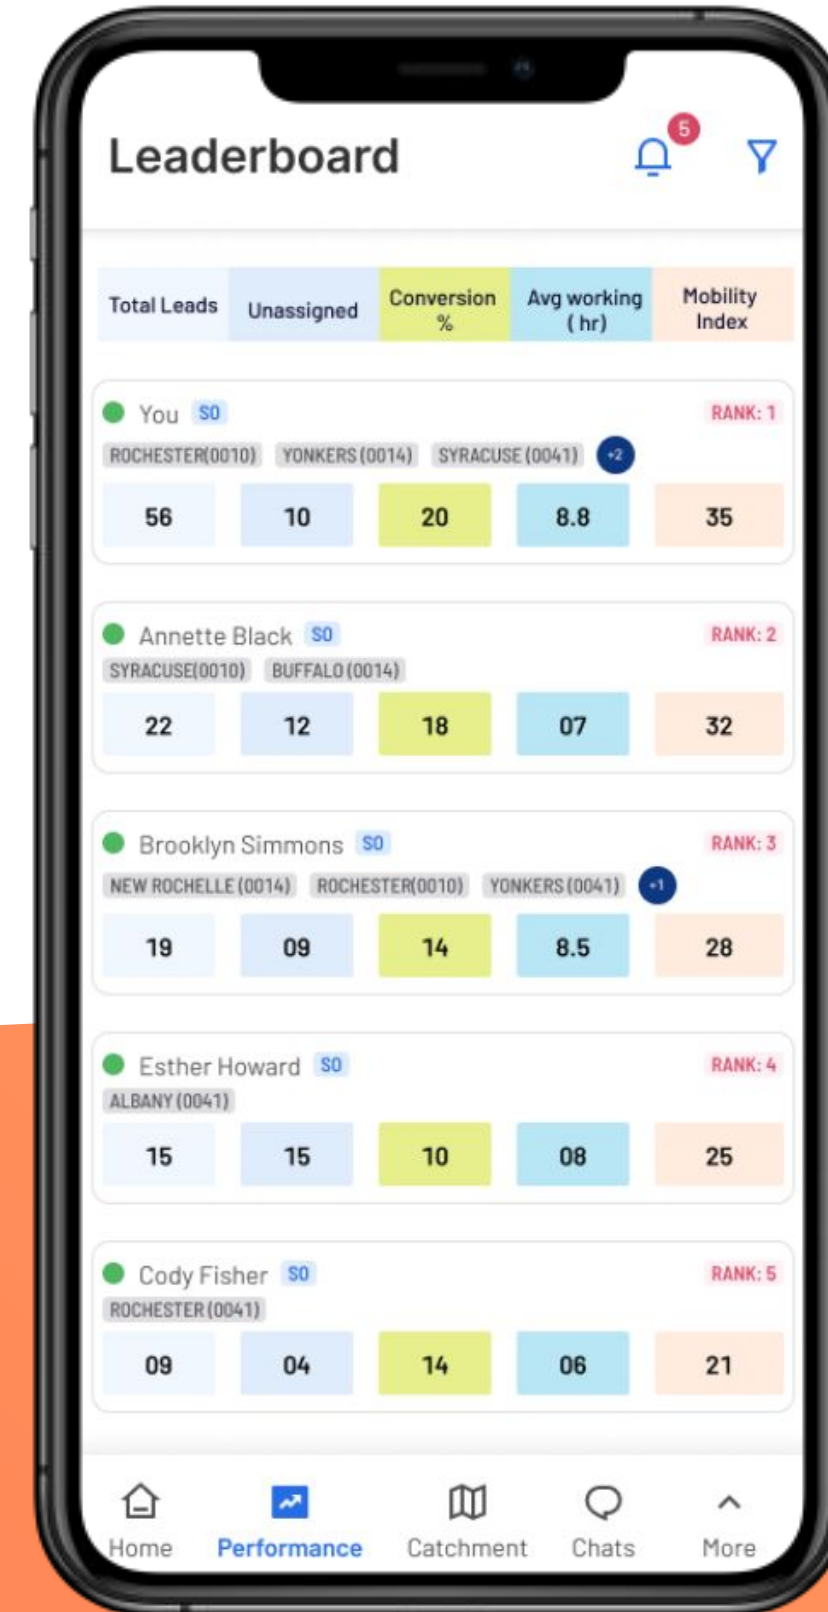 5
Leaderboard
Total Leads Unassigned Conversion % Avg working ( hr) Mobility Index
You SO RANK: 1
ROCHESTER(0010) YONKERS (0014) SYRACUSE (0041) +2
56 10 20 8.8 35
Annette Black SO RANK: 2
SYRACUSE(0010) BUFFALO (0014)
22 12 18 07 32
Brooklyn Simmons SO RANK: 3
NEW ROCHELLE (0014) ROCHESTER(0010) YONKERS (0041) +1
19 09 14 8.5 28
Esther Howard SO RANK: 4
ALBANY (0041)
15 15 10 08 25
Cody Fisher SO RANK: 5
ROCHESTER (0041)
09 04 14 06 21
Home Performance Catchment Chats More